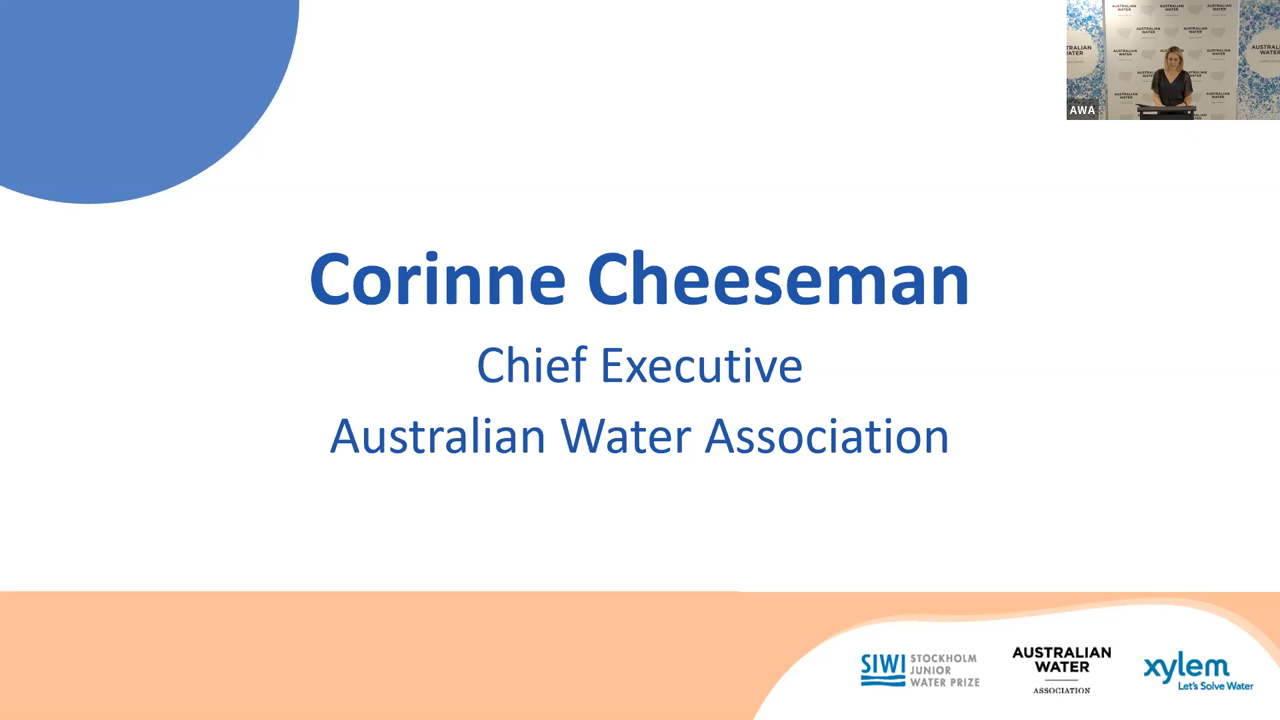 AWA
Corinne Cheeseman
Chief Executive
Australian Water Association
SIWI
STOCKHOLM
JUNIOR
WATER PRIZE
AUSTRALIAN
WATER
ASSOCIATION
xylem
Let's Solve Water